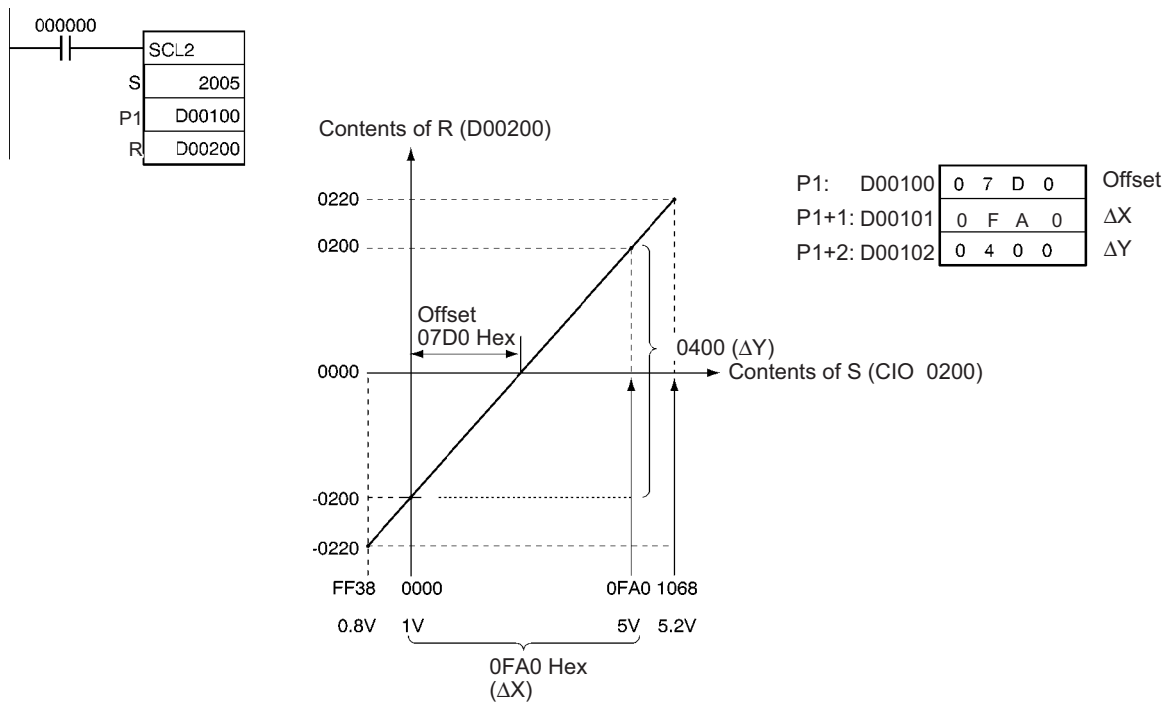 000000
SCL2
S 2005
P1 D00100
R D00200
Contents of R (D00200)
P1: D00100 0 7 D 0 Offset
P1+1: D00101 0 F A 0 ΔX
P1+2: D00102 0 4 0 0 ΔY
0220
0200
Offset
07D0 Hex
0400 (ΔY)
0000
Contents of S (CIO 0200)
-0200
-0220
FF38 0000 0FA0 1068
0.8V 1V 5V 5.2V
0FA0 Hex
(ΔX)